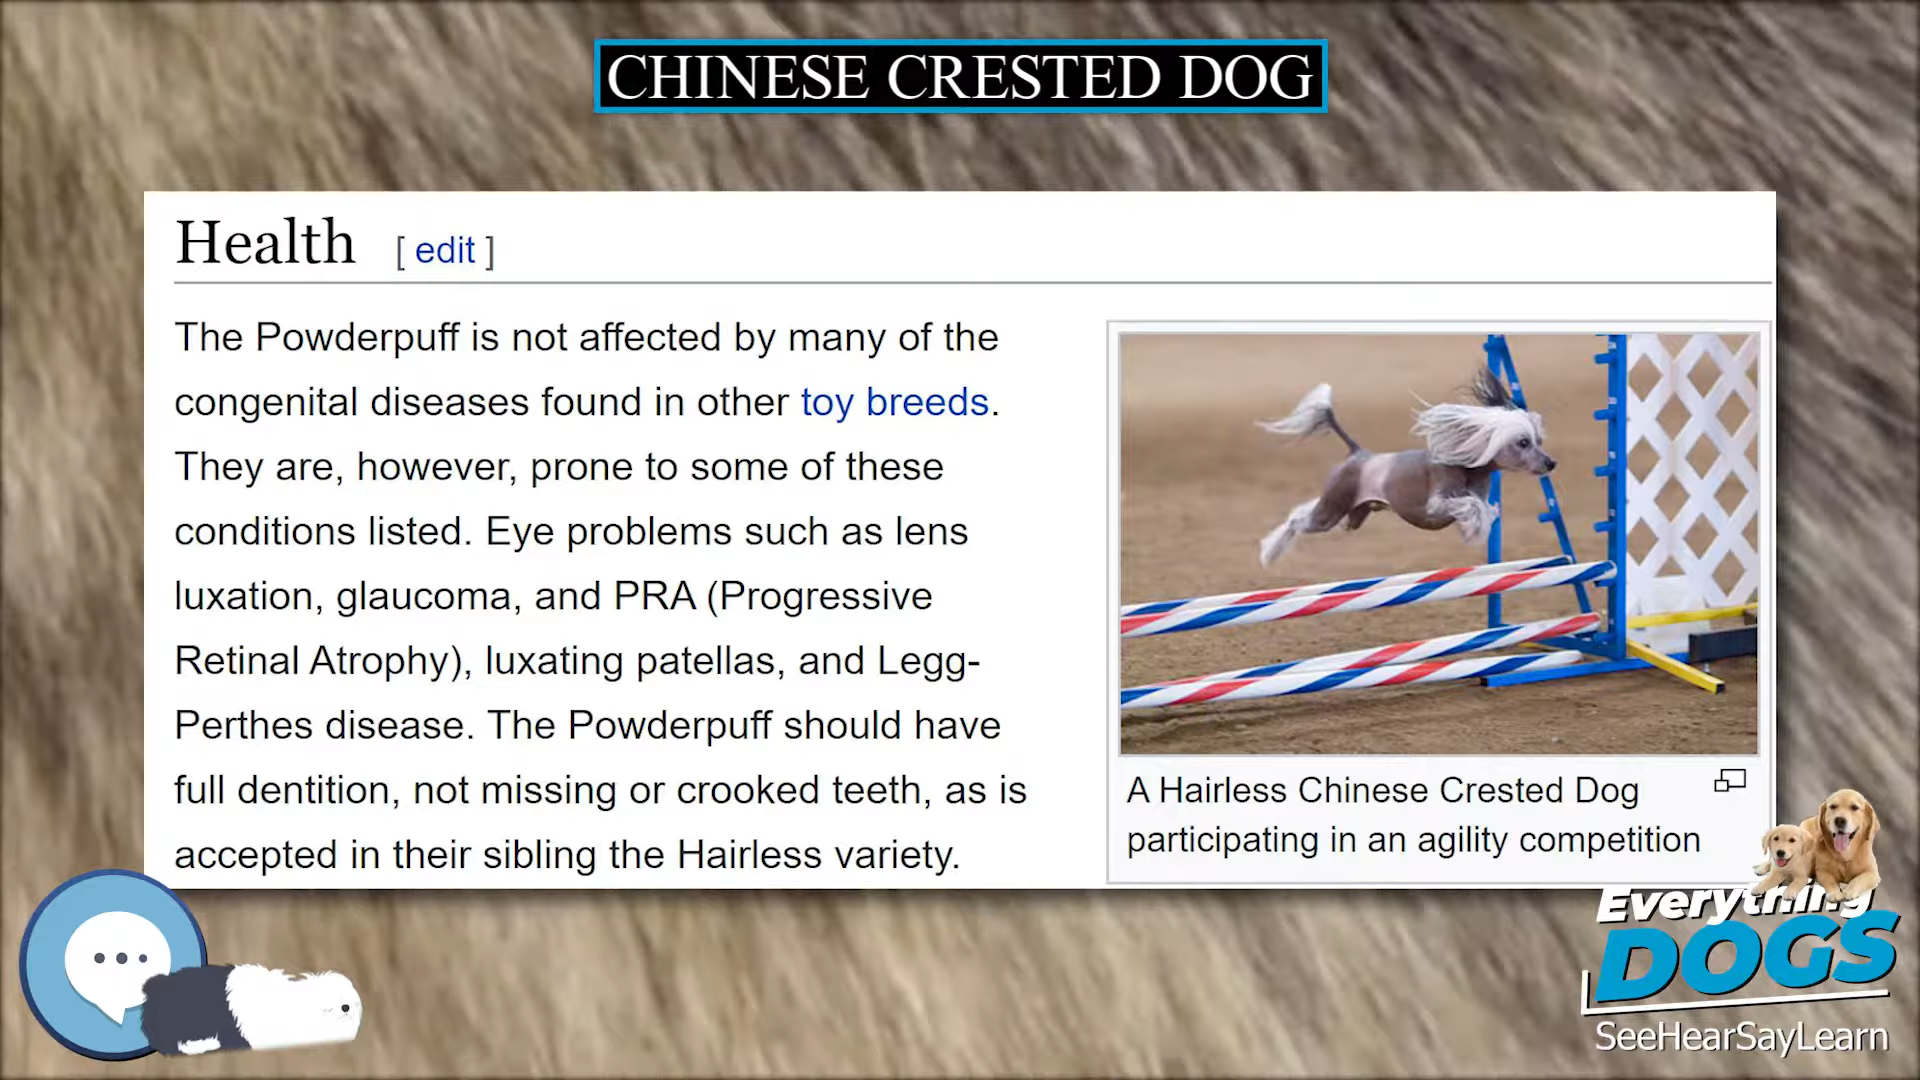 CHINESE CRESTED DOG
Health [ edit ]
The Powderpuff is not affected by many of the
congenital diseases found in other toy breeds.
They are, however, prone to some of these
conditions listed. Eye problems such as lens
luxation, glaucoma, and PRA (Progressive
Retinal Atrophy), luxating patellas, and Legg-
Perthes disease. The Powderpuff should have
full dentition, not missing or crooked teeth, as is
accepted in their sibling the Hairless variety.
A Hairless Chinese Crested Dog
participating in an agility competition
Everything
DOGS
SeeHearSayLearn